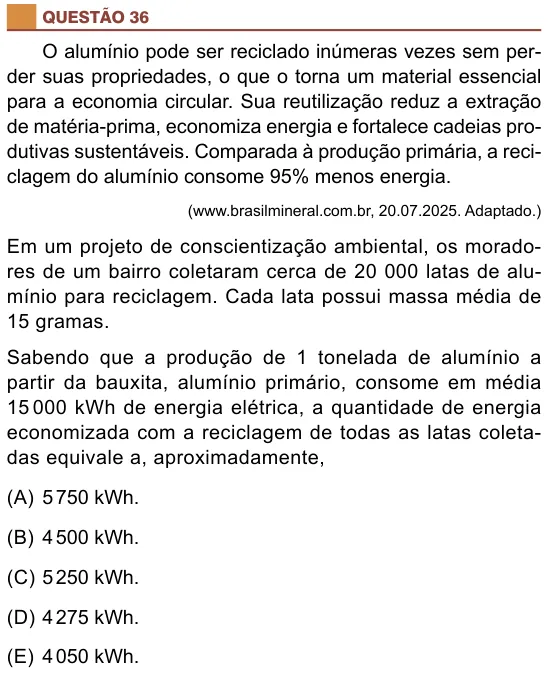 QUESTÃO 36
O alumínio pode ser reciclado inúmeras vezes sem per-
der suas propriedades, o que o torna um material essencial
para a economia circular. Sua reutilização reduz a extração
de matéria-prima, economiza energia e fortalece cadeias pro-
dutivas sustentáveis. Comparada à produção primária, a reci-
clagem do alumínio consome 95% menos energia.
(www.brasilmineral.com.br, 20.07.2025. Adaptado.)
Em um projeto de conscientização ambiental, os morado-
res de um bairro coletaram cerca de 20 000 latas de alu-
mínio para reciclagem. Cada lata possui massa média de
15 gramas.
Sabendo que a produção de 1 tonelada de alumínio a
partir da bauxita, alumínio primário, consome em média
15 000 kWh de energia elétrica, a quantidade de energia
economizada com a reciclagem de todas as latas coleta-
das equivale a, aproximadamente,
(A) 5 750 kWh.
(B) 4 500 kWh.
(C) 5 250 kWh.
(D) 4 275 kWh.
(E) 4 050 kWh.